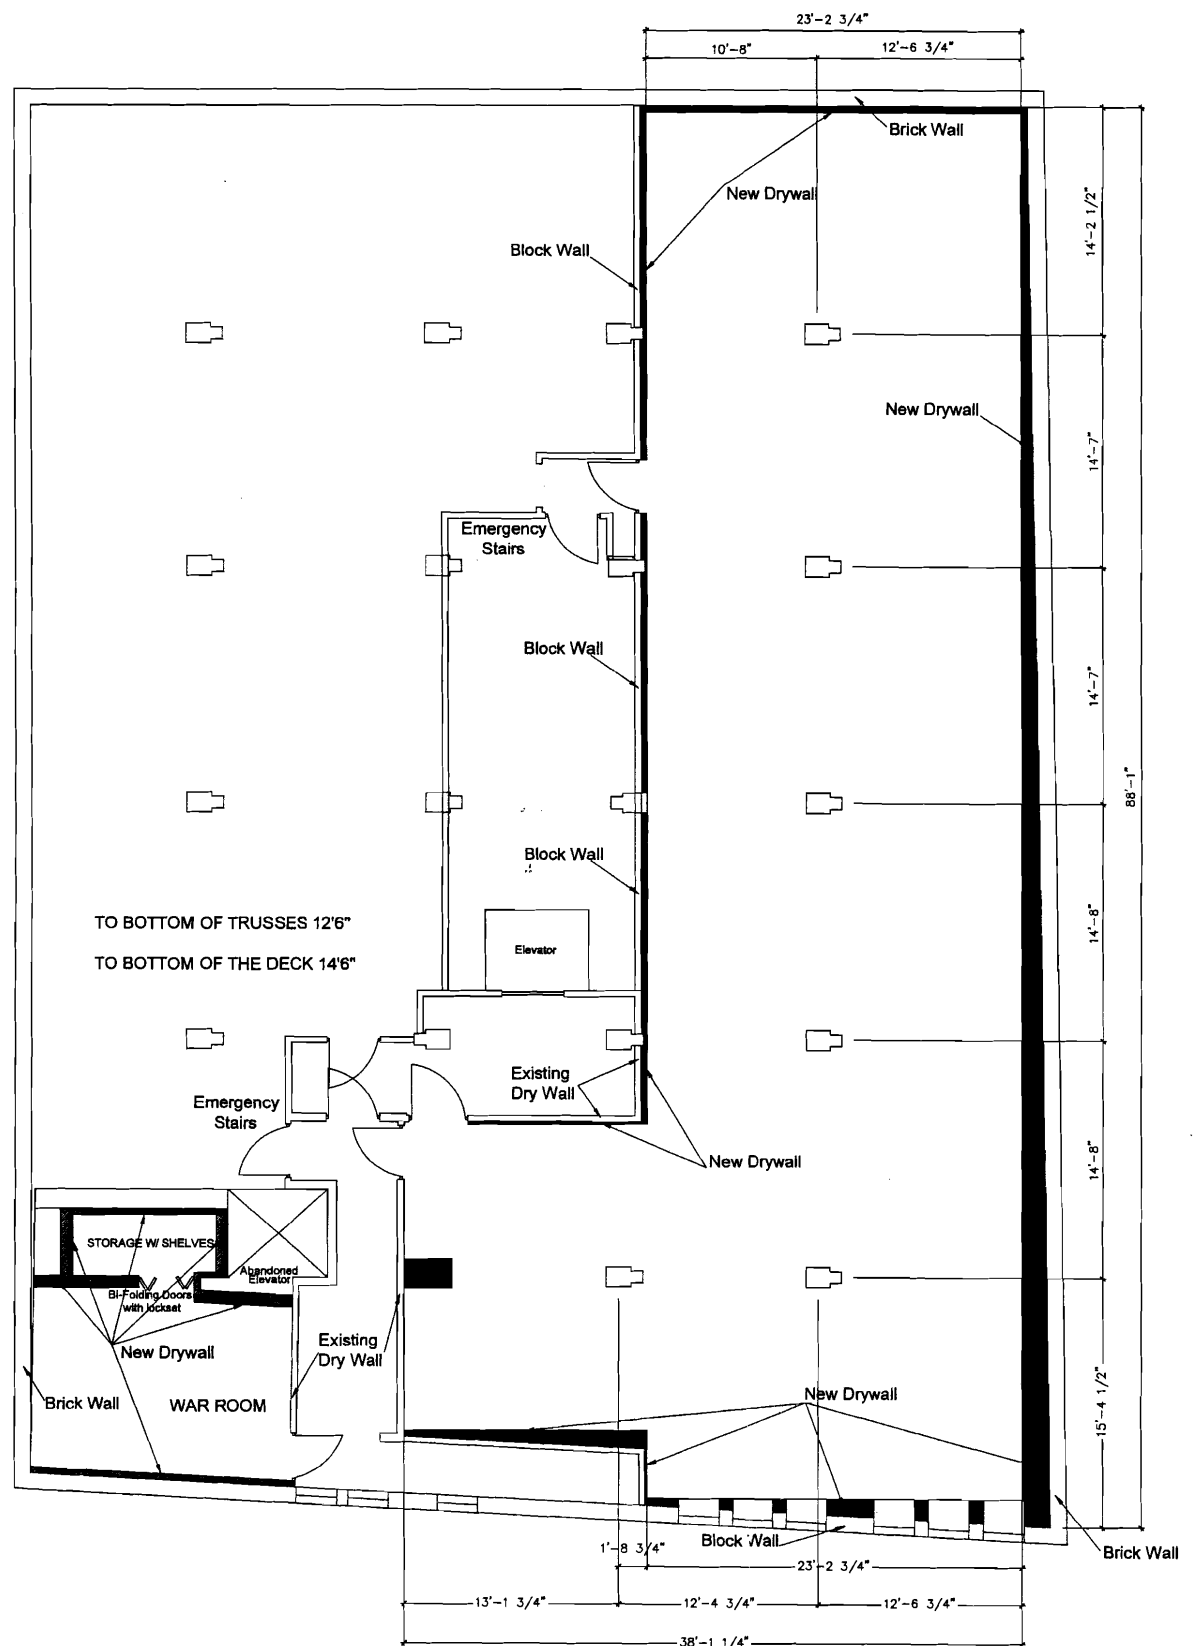 23'-2 3/4"
10'-8"
12'-6 3/4"
Brick Wall
New Drywall
14'-2 1/2"
Block Wall
New Drywall
14'-7"
Emergency
Stairs
Block Wall
14'-7"
88'-1"
Block Wall
TO BOTTOM OF TRUSSES 12'6"
14'-8"
Elevator
TO BOTTOM OF THE DECK 14'6"
Existing
Dry Wall
Emergency
Stairs
New Drywall
14'-8"
STORAGE W/ SHELVES
Abandoned
Elevator
Bi-Folding Doors
with lockset
Existing
Dry Wall
New Drywall
Brick Wall
WAR ROOM
New Drywall
15'-4 1/2"
Block Wall
Brick Wall
1'-8 3/4"
23'-2 3/4"
13'-1 3/4"
12'-4 3/4"
12'-6 3/4"
38'-1 1/4"